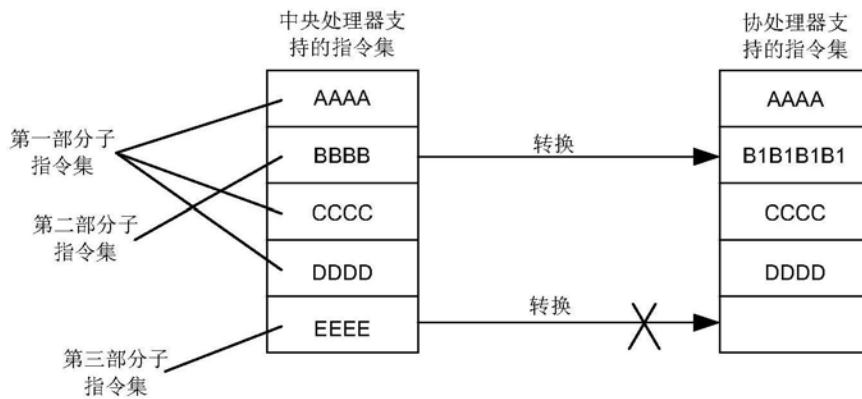 中央处理器支
持的指令集
协处理器支
持的指令集
AAAA
AAAA
第一部分子
指令集
BBBB
转换
B1B1B1B1
CCCC
CCCC
第二部分子
指令集
DDDD
DDDD
转换
EEEE
第三部分子
指令集